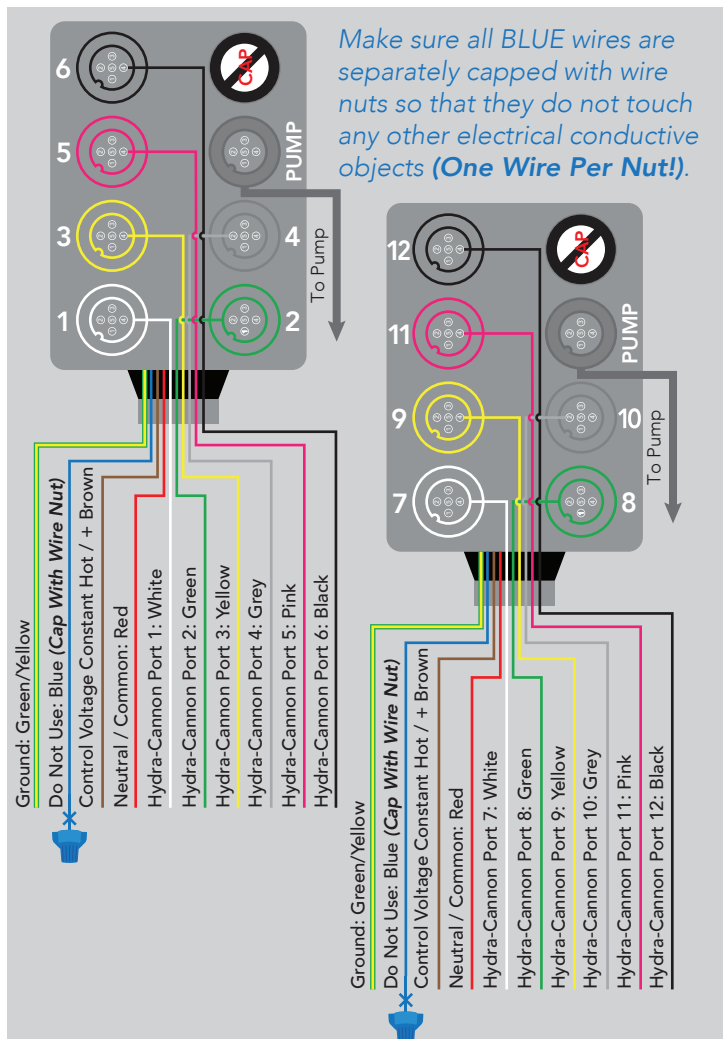 Make sure all BLUE wires are
separately capped with wire
nuts so that they do not touch
any other electrical conductive
objects (One Wire Per Nut!).
6
CAP
5
PUMP
3
4
1
2
To Pump
Ground: Green/Yellow
Do Not Use: Blue (Cap With Wire Nut)
Control Voltage Constant Hot / + Brown
Neutral / Common: Red
Hydra-Cannon Port 1: White
Hydra-Cannon Port 2: Green
Hydra-Cannon Port 3: Yellow
Hydra-Cannon Port 4: Grey
Hydra-Cannon Port 5: Pink
Hydra-Cannon Port 6: Black
12
CAP
11
PUMP
9
10
7
8
To Pump
Ground: Green/Yellow
Do Not Use: Blue (Cap With Wire Nut)
Control Voltage Constant Hot / + Brown
Neutral / Common: Red
Hydra-Cannon Port 7: White
Hydra-Cannon Port 8: Green
Hydra-Cannon Port 9: Yellow
Hydra-Cannon Port 10: Grey
Hydra-Cannon Port 11: Pink
Hydra-Cannon Port 12: Black